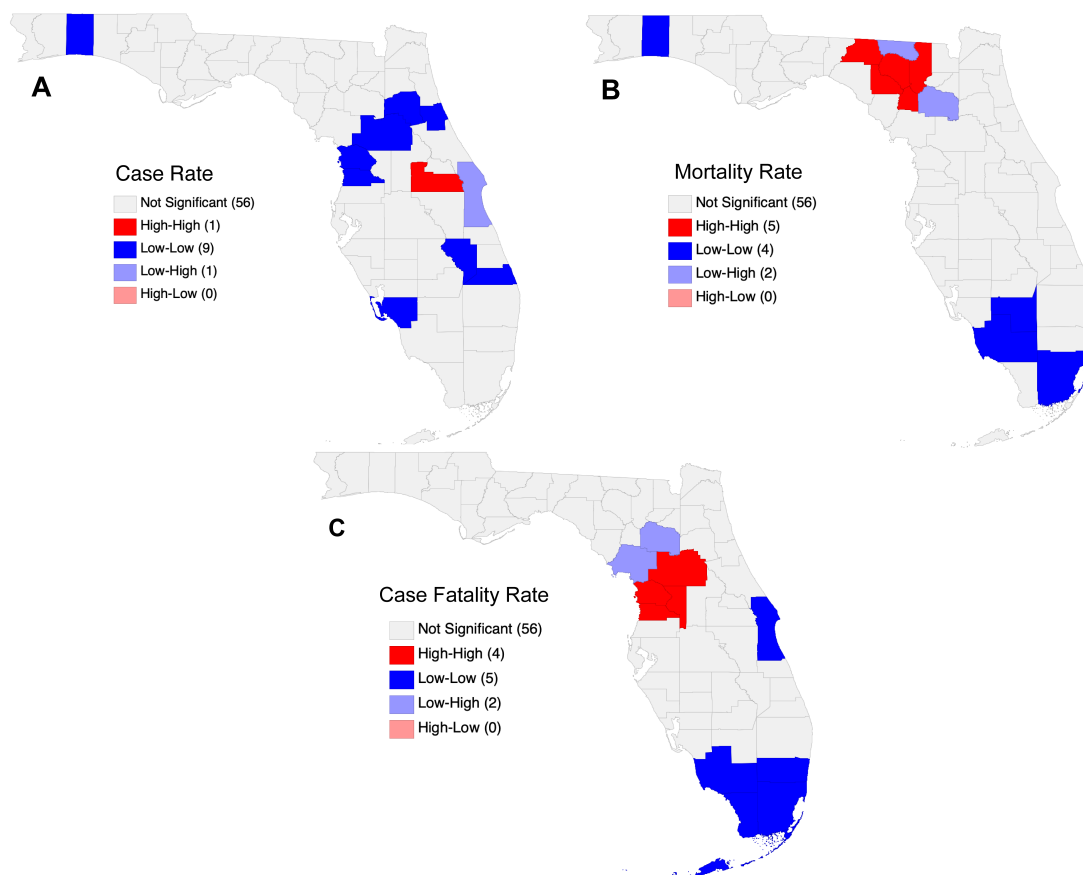 A
Case Rate
Not Significant (56)
High-High (1)
Low-Low (9)
Low-High (1)
High-Low (0)
B
Mortality Rate
Not Significant (56)
High-High (5)
Low-Low (4)
Low-High (2)
High-Low (0)
C
Case Fatality Rate
Not Significant (56)
High-High (4)
Low-Low (5)
Low-High (2)
High-Low (0)